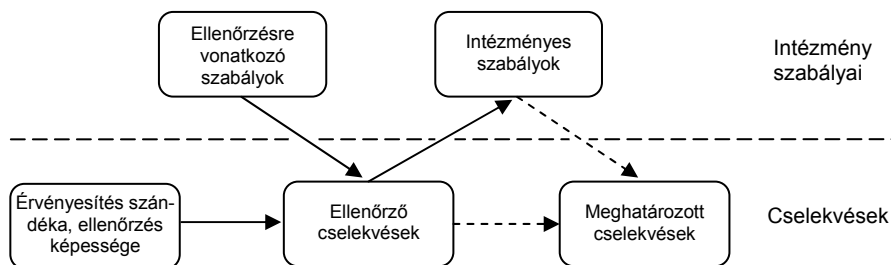 Ellenőrzésre
vonatkozó
szabályok
Intézményes
szabályok
Intézmény
szabályai
Érvényesítés szán-
déka, ellenőrzés
képessége
Ellenőrző
cselekvések
Meghatározott
cselekvések
Cselekvések